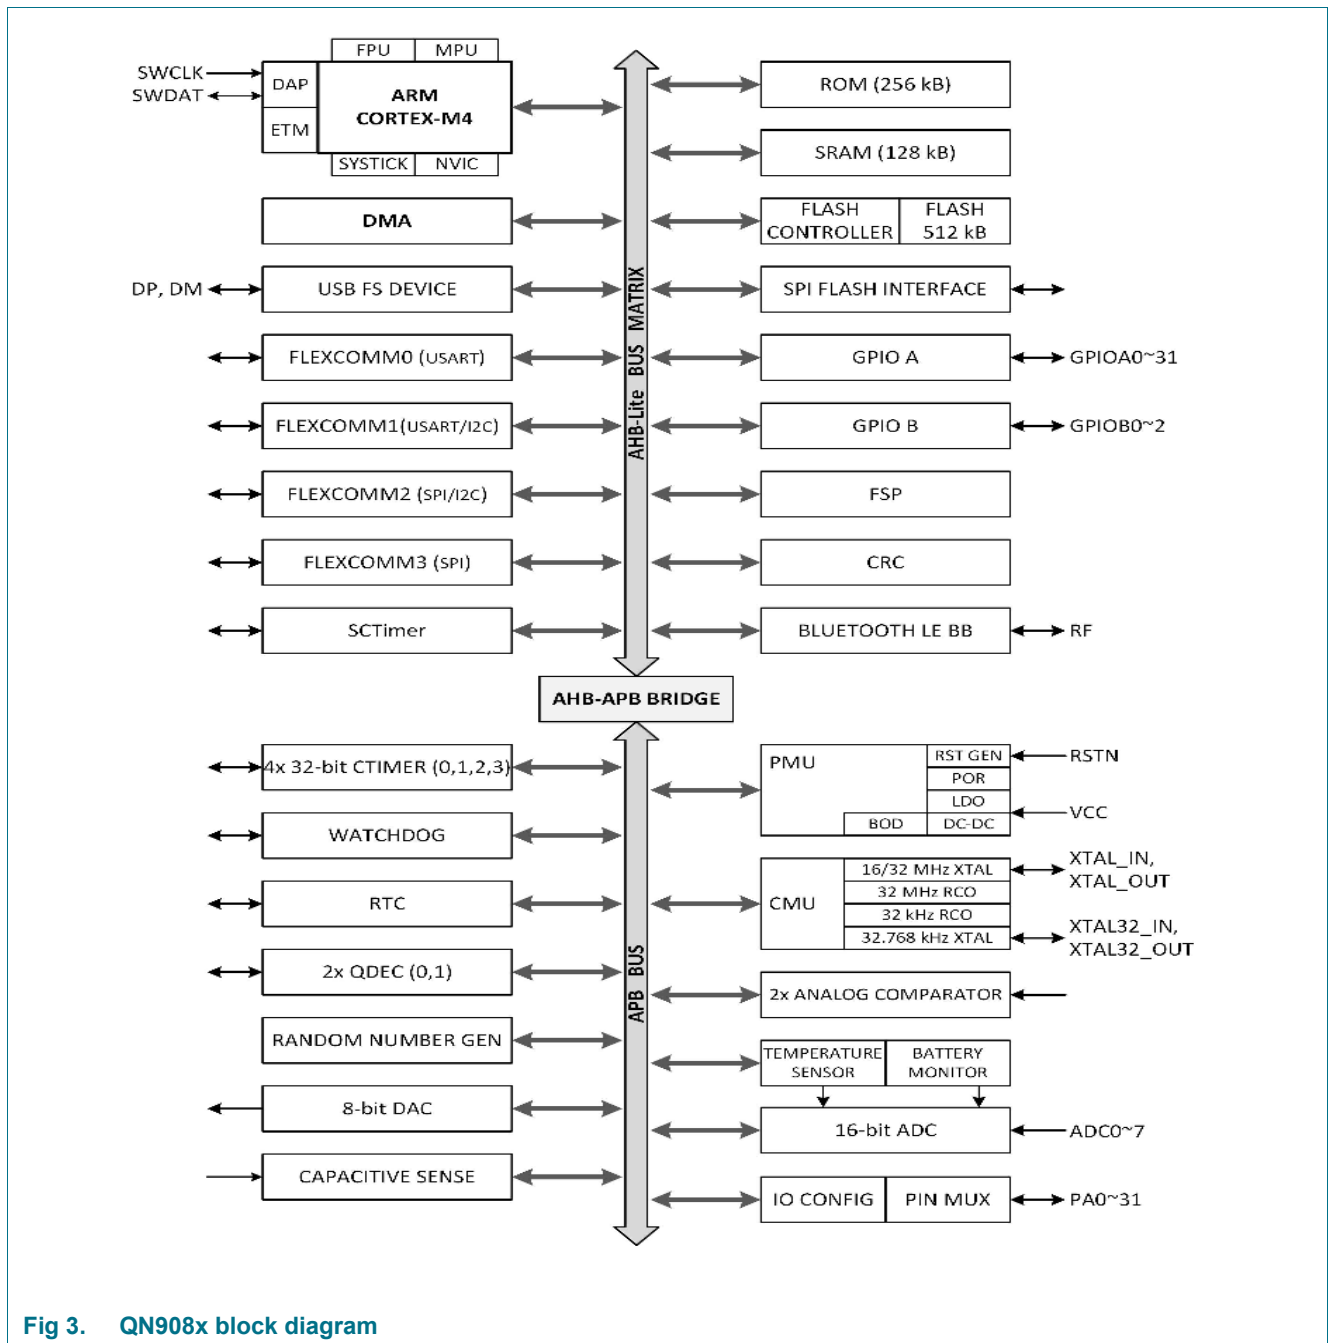 FPU MPU
SWCLK
SWDAT
DAP
ETM
ARM
CORTEX-M4
SYSTICK NVIC
DMA
DP, DM
USB FS DEVICE
FLEXCOMM0 (USART)
FLEXCOMM1(USART/I2C)
FLEXCOMM2 (SPI/I2C)
FLEXCOMM3 (SPI)
SCTimer
AHB-Lite BUS MATRIX
ROM (256 kB)
SRAM (128 kB)
FLASH
CONTROLLER
FLASH
512 kB
SPI FLASH INTERFACE
GPIO A
GPIOA0~31
GPIO B
GPIOB0~2
FSP
CRC
BLUETOOTH LE BB
RF
AHB-APB BRIDGE
4x 32-bit CTIMER (0,1,2,3)
WATCHDOG
RTC
2x QDEC (0,1)
RANDOM NUMBER GEN
8-bit DAC
CAPACITIVE SENSE
APB BUS
PMU
RST GEN
RSTN
POR
LDO
VCC
BOD
DC-DC
CMU
16/32 MHz XTAL
XTAL_IN,
XTAL_OUT
32 MHz RCO
32 kHz RCO
32.768 kHz XTAL
XTAL32_IN,
XTAL32_OUT
2x ANALOG COMPARATOR
TEMPERATURE
SENSOR
BATTERY
MONITOR
16-bit ADC
ADC0~7
IO CONFIG
PIN MUX
PA0~31
Fig 3. QN908x block diagram